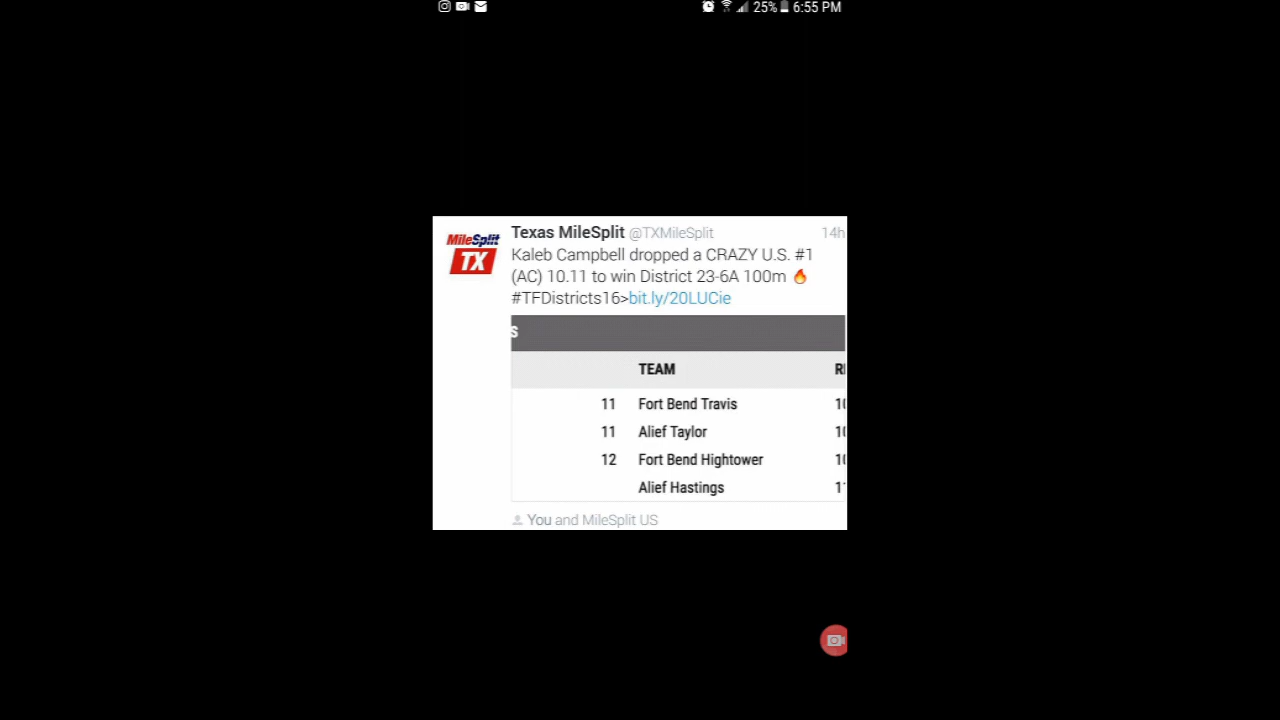 25% 6:55 PM
MileSplit
TX
Texas MileSplit @TXMileSplit 14h
Kaleb Campbell dropped a CRAZY U.S. #1
(AC) 10.11 to win District 23-6A 100m 🔥
#TFDistricts16>bit.ly/20LUCie
S
TEAM
11 Fort Bend Travis
11 Alief Taylor
12 Fort Bend Hightower
Alief Hastings
You and MileSplit US